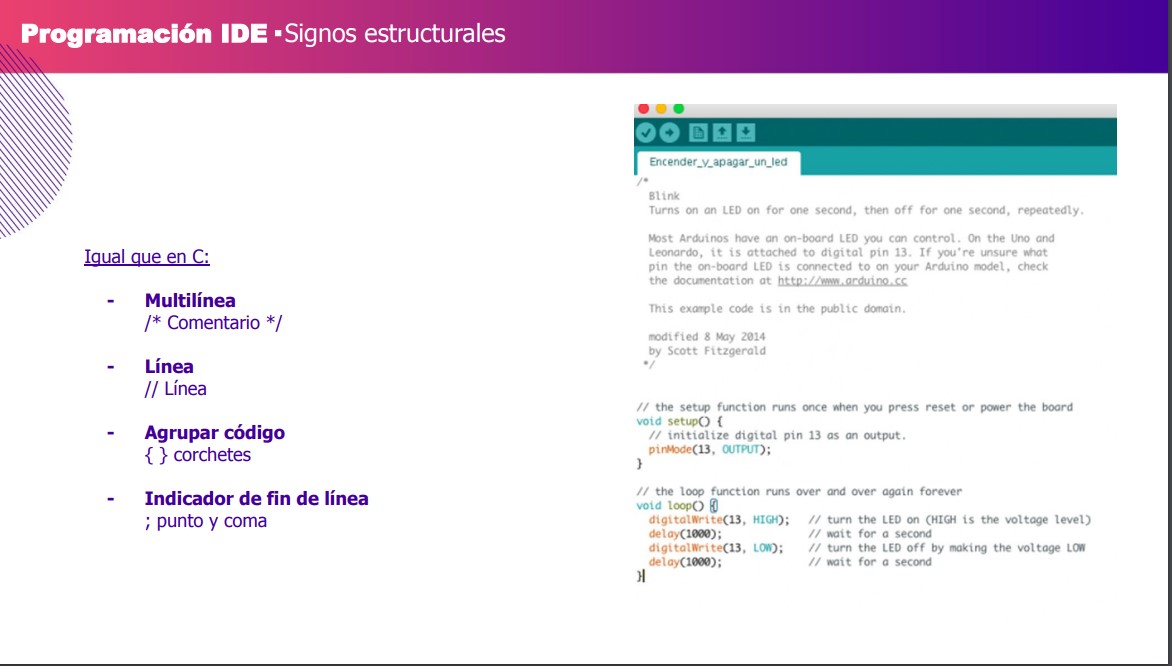 Programación IDE ▪Signos estructurales
Igual que en C:
- Multilínea
/* Comentario */
- Línea
// Línea
- Agrupar código
{ } corchetes
- Indicador de fin de línea
; punto y coma
Encender_y_apagar_un_led
/*
Blink
Turns on an LED on for one second, then off for one second, repeatedly.
Most Arduinos have an on-board LED you can control. On the Uno and
Leonardo, it is attached to digital pin 13. If you're unsure what
pin the on-board LED is connected to on your Arduino model, check
the documentation at http://www.arduino.cc
This example code is in the public domain.
modified 8 May 2014
by Scott Fitzgerald
*/
// the setup function runs once when you press reset or power the board
void setup() {
// initialize digital pin 13 as an output.
pinMode(13, OUTPUT);
}
// the loop function runs over and over again forever
void loop() {
digitalWrite(13, HIGH); // turn the LED on (HIGH is the voltage level)
delay(1000); // wait for a second
digitalWrite(13, LOW); // turn the LED off by making the voltage LOW
delay(1000); // wait for a second
}